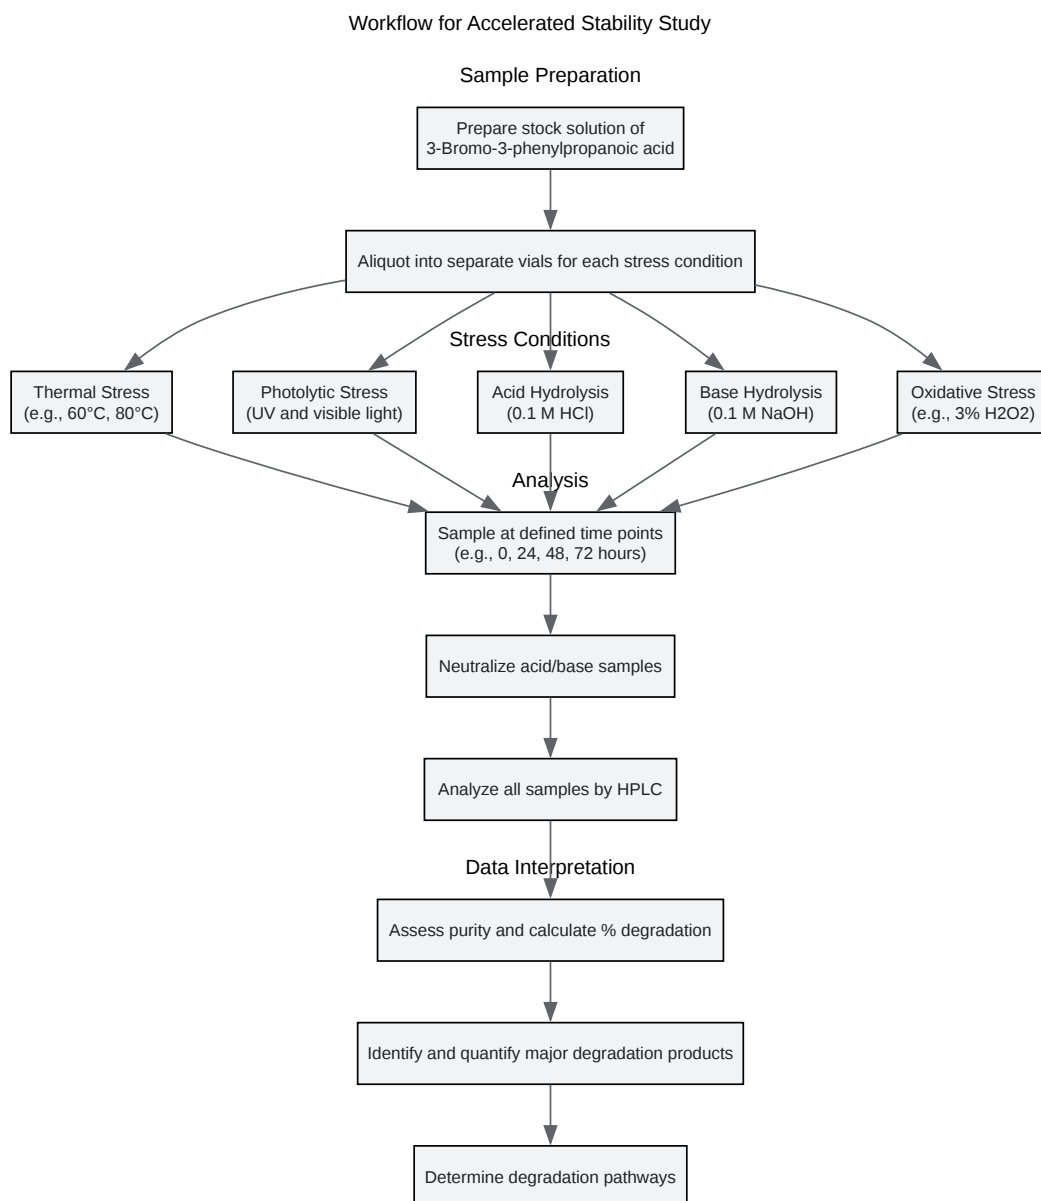 Workflow for Accelerated Stability Study
Sample Preparation
Prepare stock solution of
3-Bromo-3-phenylpropanoic acid
Aliquot into separate vials for each stress condition
Stress Conditions
Thermal Stress
(e.g., 60°C, 80°C)
Photolytic Stress
(UV and visible light)
Acid Hydrolysis
(0.1 M HCl)
Base Hydrolysis
(0.1 M NaOH)
Oxidative Stress
(e.g., 3% H2O2)
Analysis
Sample at defined time points
(e.g., 0, 24, 48, 72 hours)
Neutralize acid/base samples
Analyze all samples by HPLC
Data Interpretation
Assess purity and calculate % degradation
Identify and quantify major degradation products
Determine degradation pathways